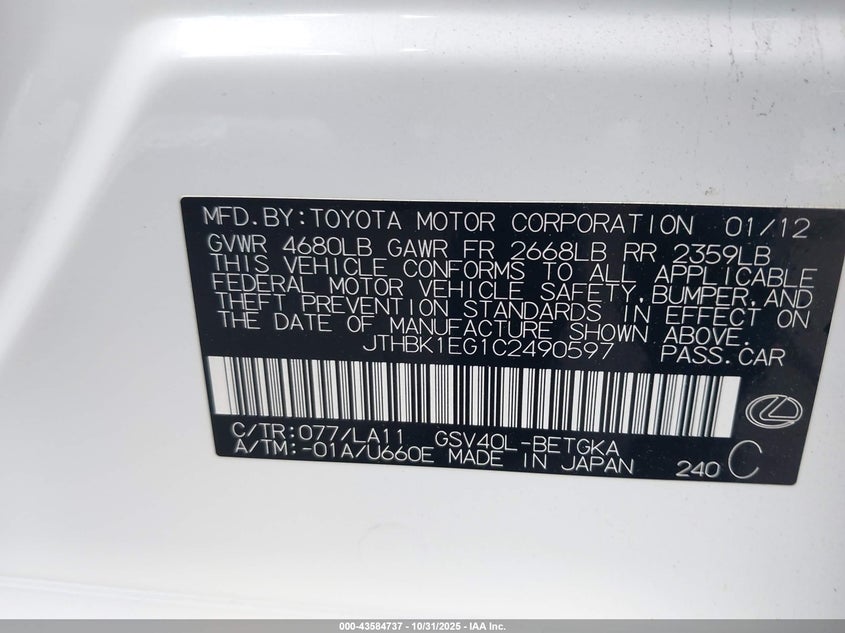 MFD.BY:TOYOTA MOTOR CORPORATION 01/12
GVWR 4680LB GAWR FR 2668LB RR 2359LB
THIS VEHICLE CONFORMS TO ALL APPLICABLE
FEDERAL MOTOR VEHICLE SAFETY,BUMPER,AND
THEFT PREVENTION STANDARDS IN EFFECT ON
THE DATE OF MANUFACTURE SHOWN ABOVE.
JTHBK1EG1C2490597 PASS.CAR
C/TR:077/LA11 GSV40L-BETGKA
A/TM:-01A/U660E MADE IN JAPAN 240 C
000-43584737 - 10/31/2025 - IAA Inc.